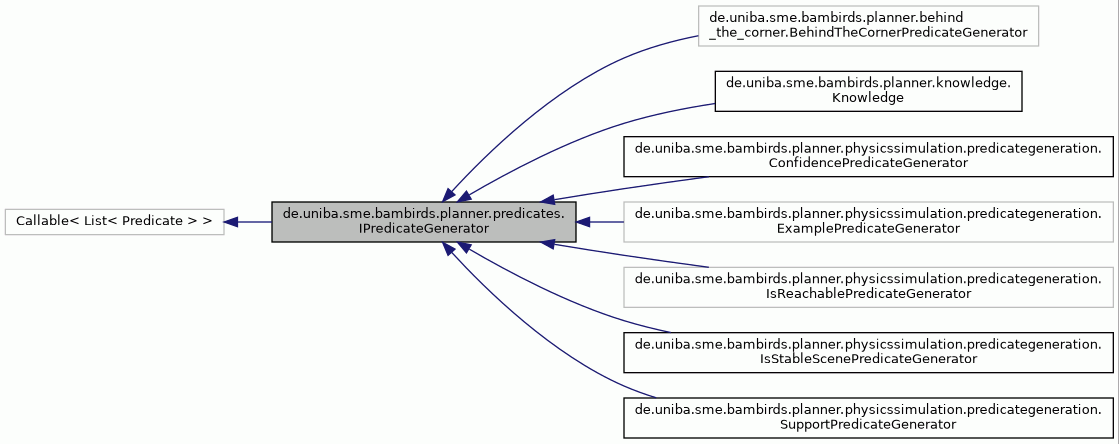 de.uniba.sme.bambirds.planner.behind
_the_corner.BehindTheCornerPredicateGenerator
de.uniba.sme.bambirds.planner.knowledge.
Knowledge
de.uniba.sme.bambirds.planner.physicssimulation.predicategeneration.
ConfidencePredicateGenerator
Callable< List< Predicate > >
de.uniba.sme.bambirds.planner.predicates.
IPredicateGenerator
de.uniba.sme.bambirds.planner.physicssimulation.predicategeneration.
ExamplePredicateGenerator
de.uniba.sme.bambirds.planner.physicssimulation.predicategeneration.
IsReachablePredicateGenerator
de.uniba.sme.bambirds.planner.physicssimulation.predicategeneration.
IsStableScenePredicateGenerator
de.uniba.sme.bambirds.planner.physicssimulation.predicategeneration.
SupportPredicateGenerator